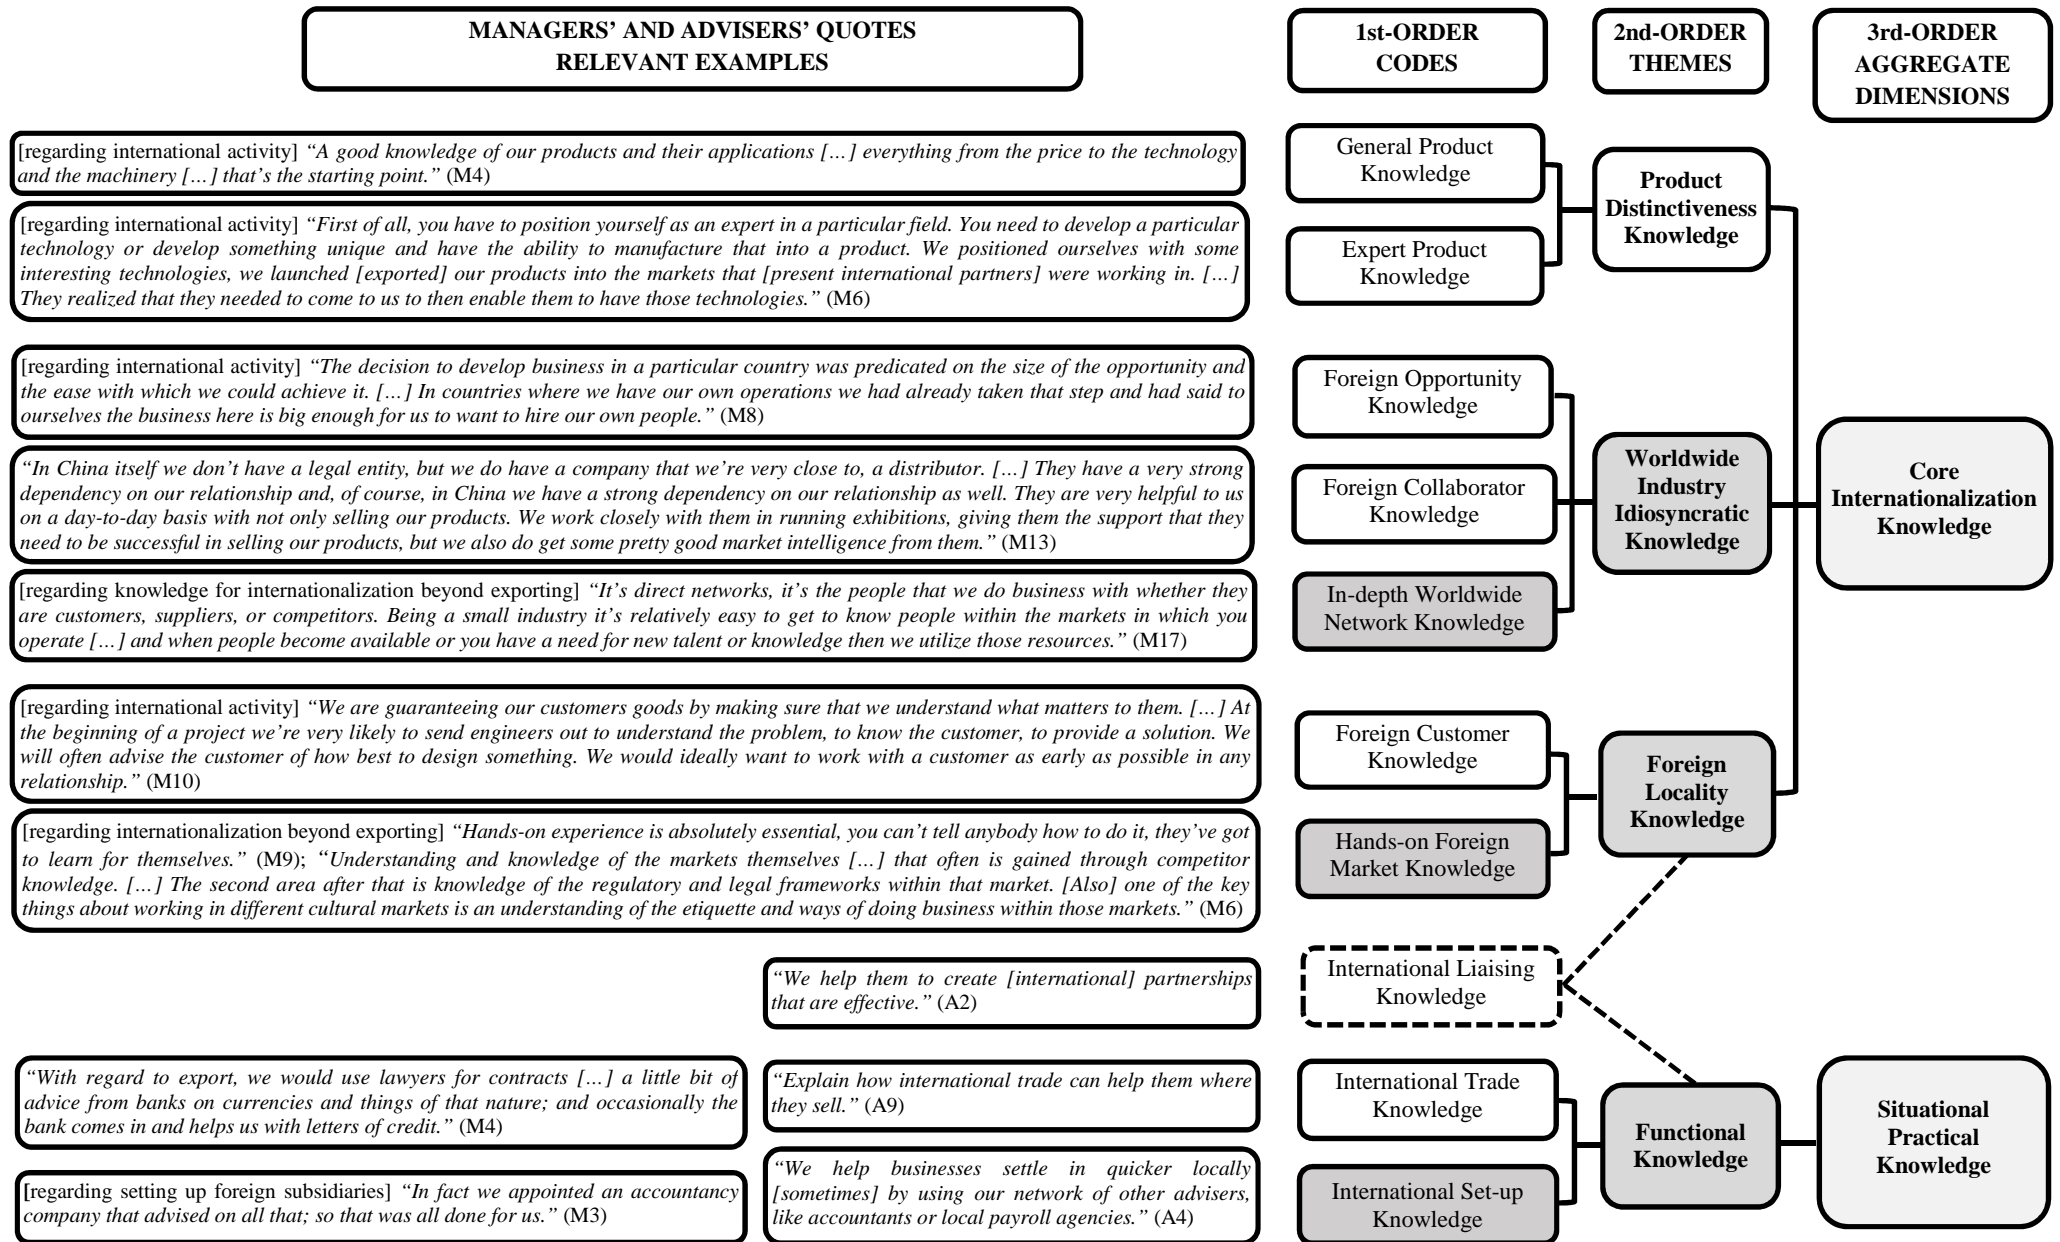 MANAGERS' AND ADVISERS' QUOTES
RELEVANT EXAMPLES
1st-ORDER
CODES
2nd-ORDER
THEMES
3rd-ORDER
AGGREGATE
DIMENSIONS
[regarding international activity] “A good knowledge of our products and their applications […] everything from the price to the technology
and the machinery […] that’s the starting point.” (M4)
[regarding international activity] “First of all, you have to position yourself as an expert in a particular field. You need to develop a particular
technology or develop something unique and have the ability to manufacture that into a product. We positioned ourselves with some
interesting technologies, we launched [exported] our products into the markets that [present international partners] were working in. […]
They realized that they needed to come to us to then enable them to have those technologies.” (M6)
General Product
Knowledge
Expert Product
Knowledge
Product
Distinctiveness
Knowledge
[regarding international activity] “The decision to develop business in a particular country was predicated on the size of the opportunity and
the ease with which we could achieve it. […] In countries where we have our own operations we had already taken that step and had said to
ourselves the business here is big enough for us to want to hire our own people.” (M8)
“In China itself we don’t have a legal entity, but we do have a company that we’re very close to, a distributor. […] They have a very strong
dependency on our relationship and, of course, in China we have a strong dependency on our relationship as well. They are very helpful to us
on a day-to-day basis with not only selling our products. We work closely with them in running exhibitions, giving them the support that they
need to be successful in selling our products, but we also do get some pretty good market intelligence from them.” (M13)
[regarding knowledge for internationalization beyond exporting] “It’s direct networks, it’s the people that we do business with whether they
are customers, suppliers, or competitors. Being a small industry it’s relatively easy to get to know people within the markets in which you
operate […] and when people become available or you have a need for new talent or knowledge then we utilize those resources.” (M17)
Foreign Opportunity
Knowledge
Foreign Collaborator
Knowledge
In-depth Worldwide
Network Knowledge
Worldwide
Industry
Idiosyncratic
Knowledge
Core
Internationalization
Knowledge
[regarding international activity] “We are guaranteeing our customers goods by making sure that we understand what matters to them. […] At
the beginning of a project we’re very likely to send engineers out to understand the problem, to know the customer, to provide a solution. We
will often advise the customer of how best to design something. We would ideally want to work with a customer as early as possible in any
relationship.” (M10)
[regarding internationalization beyond exporting] “Hands-on experience is absolutely essential, you can’t tell anybody how to do it, they’ve got
to learn for themselves.” (M9); “Understanding and knowledge of the markets themselves […] that often is gained through competitor
knowledge. […] The second area after that is knowledge of the regulatory and legal frameworks within that market. [Also] one of the key
things about working in different cultural markets is an understanding of the etiquette and ways of doing business within those markets.” (M6)
Foreign Customer
Knowledge
Hands-on Foreign
Market Knowledge
Foreign
Locality
Knowledge
“We help them to create [international] partnerships
that are effective.” (A2)
International Liaising
Knowledge
“With regard to export, we would use lawyers for contracts […] a little bit of
advice from banks on currencies and things of that nature; and occasionally the
bank comes in and helps us with letters of credit.” (M4)
“Explain how international trade can help them where
they sell.” (A9)
International Trade
Knowledge
[regarding setting up foreign subsidiaries] “In fact we appointed an accountancy
company that advised on all that; so that was all done for us.” (M3)
“We help businesses settle in quicker locally
[sometimes] by using our network of other advisers,
like accountants or local payroll agencies.” (A4)
International Set-up
Knowledge
Functional
Knowledge
Situational
Practical
Knowledge